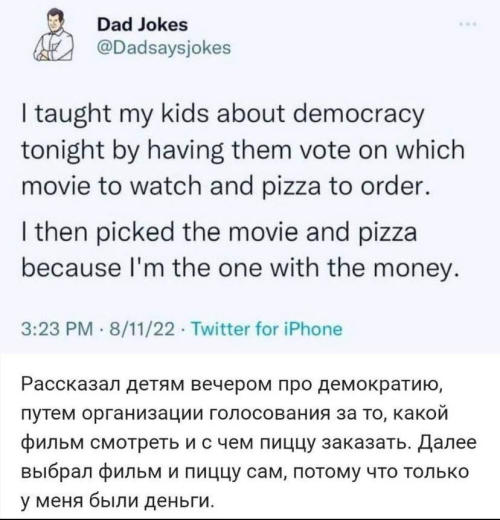 Dad Jokes
@Dadsaysjokes
I taught my kids about democracy
tonight by having them vote on which
movie to watch and pizza to order.
I then picked the movie and pizza
because I'm the one with the money.
3:23 PM · 8/11/22 · Twitter for iPhone
Рассказал детям вечером про демократию,
путем организации голосования за то, какой
фильм смотреть и с чем пиццу заказать. Далее
выбрал фильм и пиццу сам, потому что только
у меня были деньги.